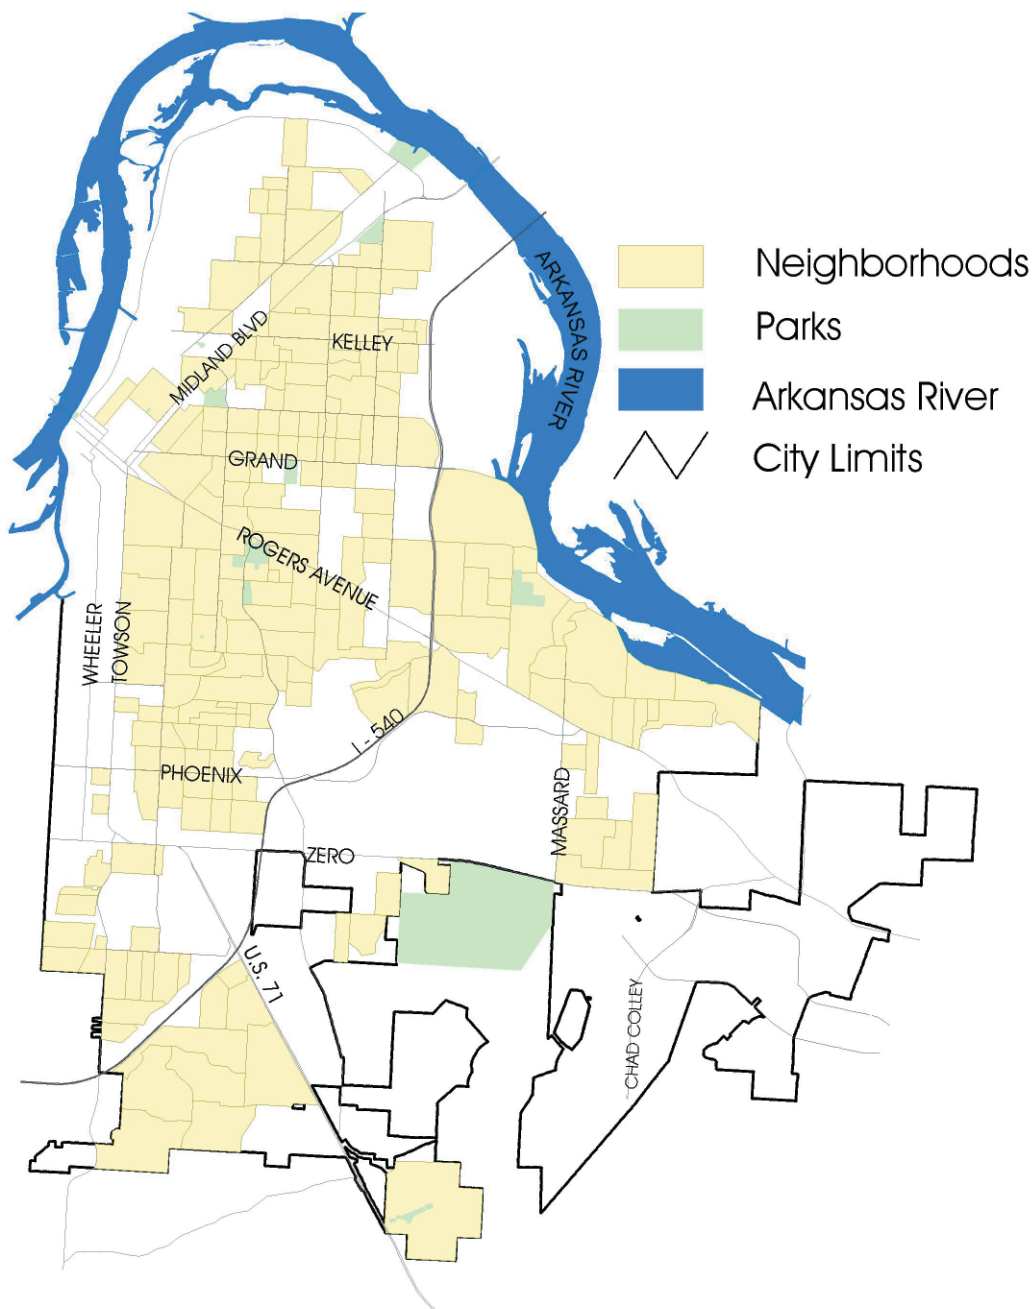 Neighborhoods
Parks
Arkansas River
City Limits
ARKANSAS RIVER
KELLEY
MIDLAND BLVD
GRAND
ROGERS AVENUE
WHEELER
TOWSON
I - 540
PHOENIX
MASSARD
ZERO
U.S. 71
CHAD COLLEY